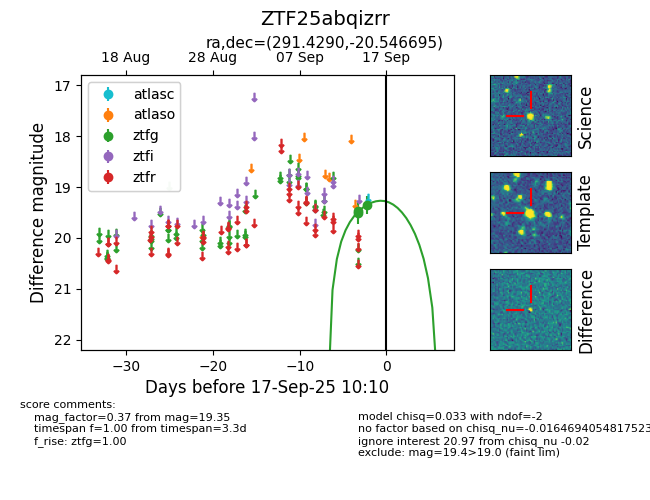 ZTF25abqizrr
ra,dec=(291.4290,-20.546695)
18 Aug 28 Aug 07 Sep 17 Sep
17
18
19
20
21
22
Difference magnitude
atlasc
atlaso
ztfg
ztfi
ztfr
−30 −20 −10 0
Days before 17-Sep-25 10:10
Science
Template
Difference
score comments:
mag_factor=0.37 from mag=19.35
timespan f=1.00 from timespan=3.3d
f_rise: ztfg=1.00
model chisq=0.033 with ndof=-2
no factor based on chisq_nu=-0.0164694054817523
ignore interest 20.97 from chisq_nu -0.02
exclude: mag=19.4>19.0 (faint lim)